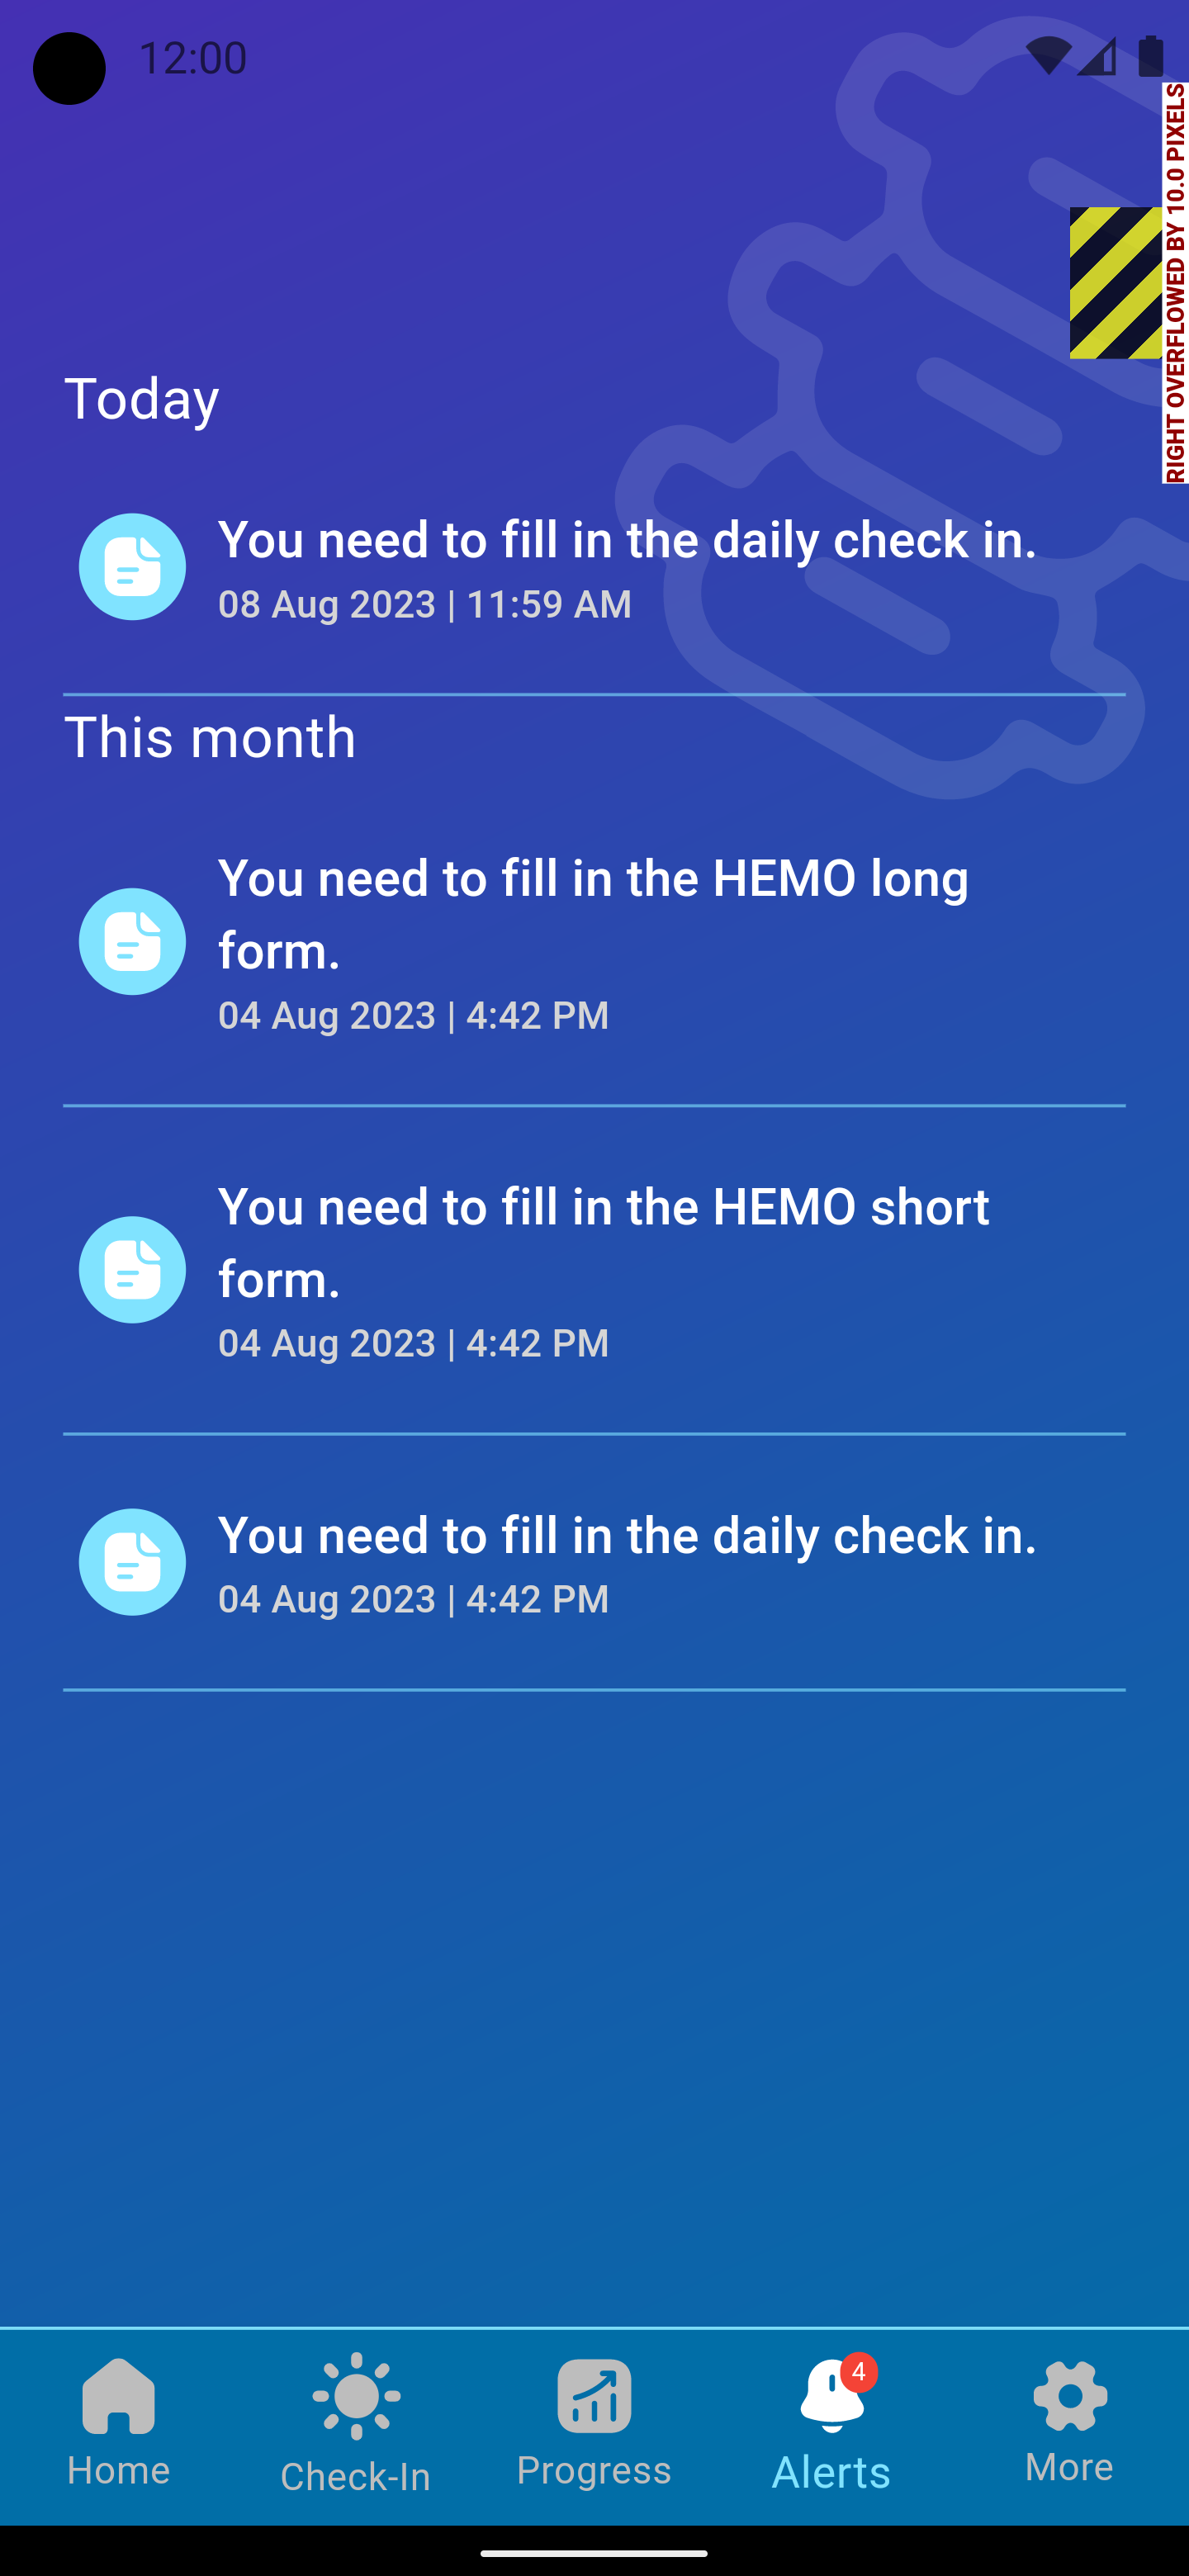 12:00
RIGHT OVERFLOWED BY 10.0 PIXELS
Today
You need to fill in the daily check in.
08 Aug 2023 | 11:59 AM
This month
You need to fill in the HEMO long
form.
04 Aug 2023 | 4:42 PM
You need to fill in the HEMO short
form.
04 Aug 2023 | 4:42 PM
You need to fill in the daily check in.
04 Aug 2023 | 4:42 PM
4
Home
Check-In
Progress
Alerts
More